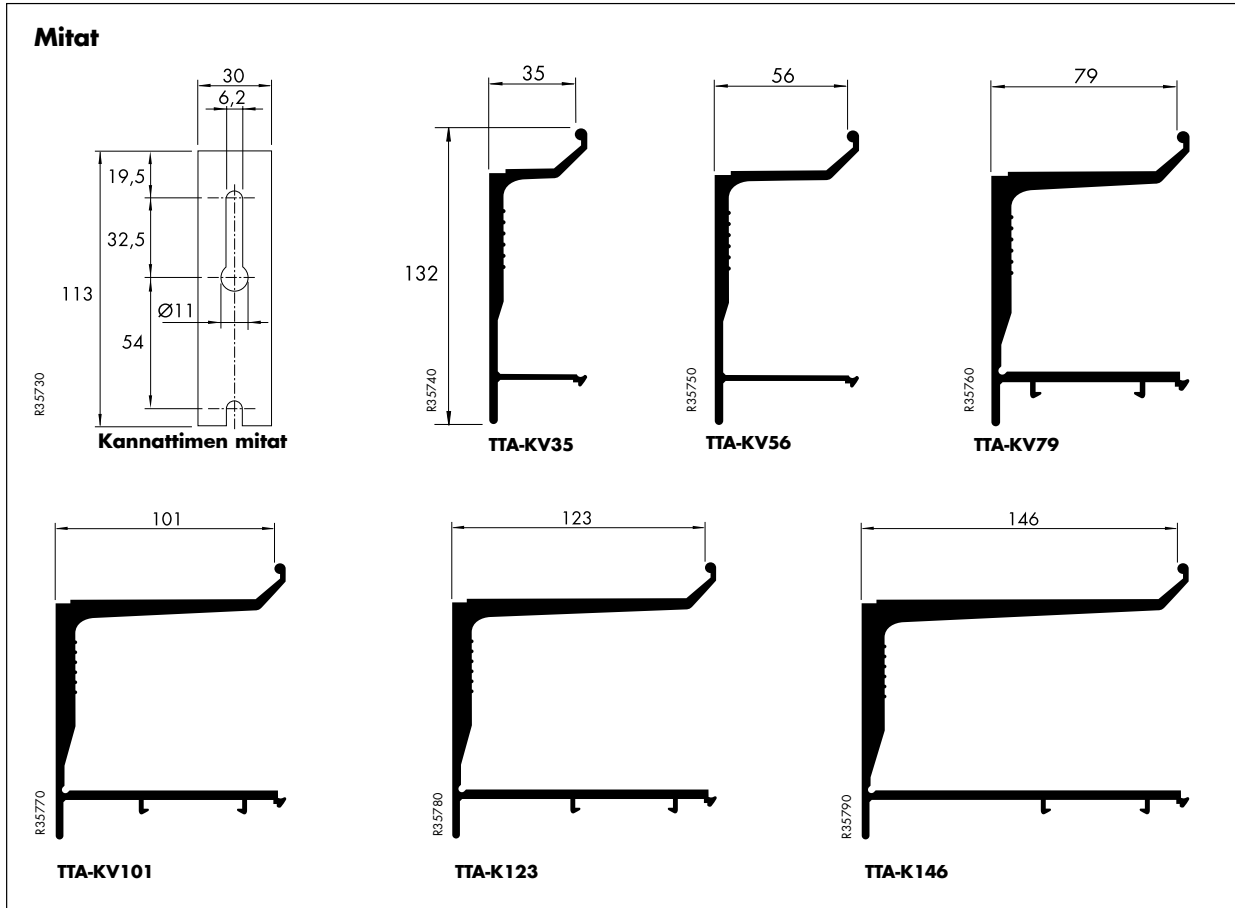 Mitat
30
6,2
19,5
32,5
113
Ø11
54
R35730
Kannattimen mitat
35
132
R35740
TTA-KV35
56
R35750
TTA-KV56
79
R35760
TTA-KV79
101
R35770
TTA-KV101
123
R35780
TTA-K123
146
R35790
TTA-K146